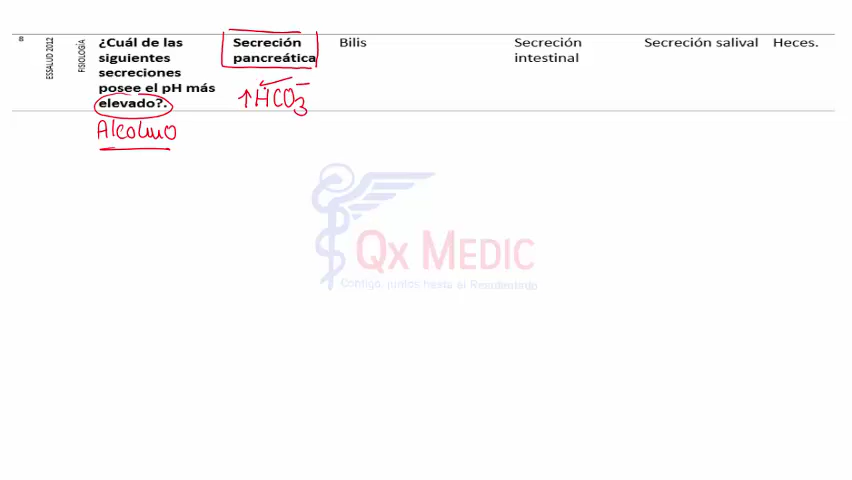 8
ESSALUD 2012
FISIOLOGÍA
¿Cuál de las
siguientes
secreciones
posee el pH más
elevado?.
Secreción
pancreática
Bilis
Secreción
intestinal
Secreción salival
Heces.
↑HCO₃⁻
Alcalino
QX MEDIC
Contigo, juntos hasta el Residentado